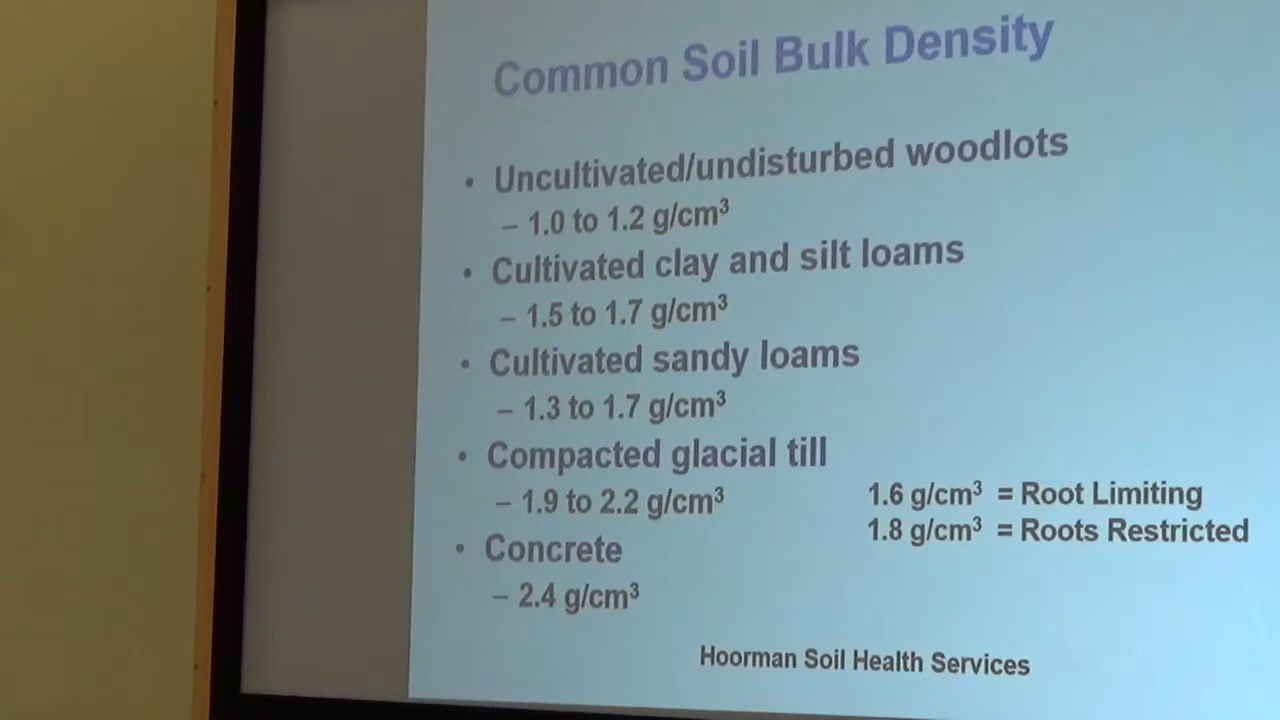 Common Soil Bulk Density
• Uncultivated/undisturbed woodlots
– 1.0 to 1.2 g/cm³
• Cultivated clay and silt loams
– 1.5 to 1.7 g/cm³
• Cultivated sandy loams
– 1.3 to 1.7 g/cm³
• Compacted glacial till
– 1.9 to 2.2 g/cm³
• Concrete
– 2.4 g/cm³
1.6 g/cm³ = Root Limiting
1.8 g/cm³ = Roots Restricted
Hoorman Soil Health Services